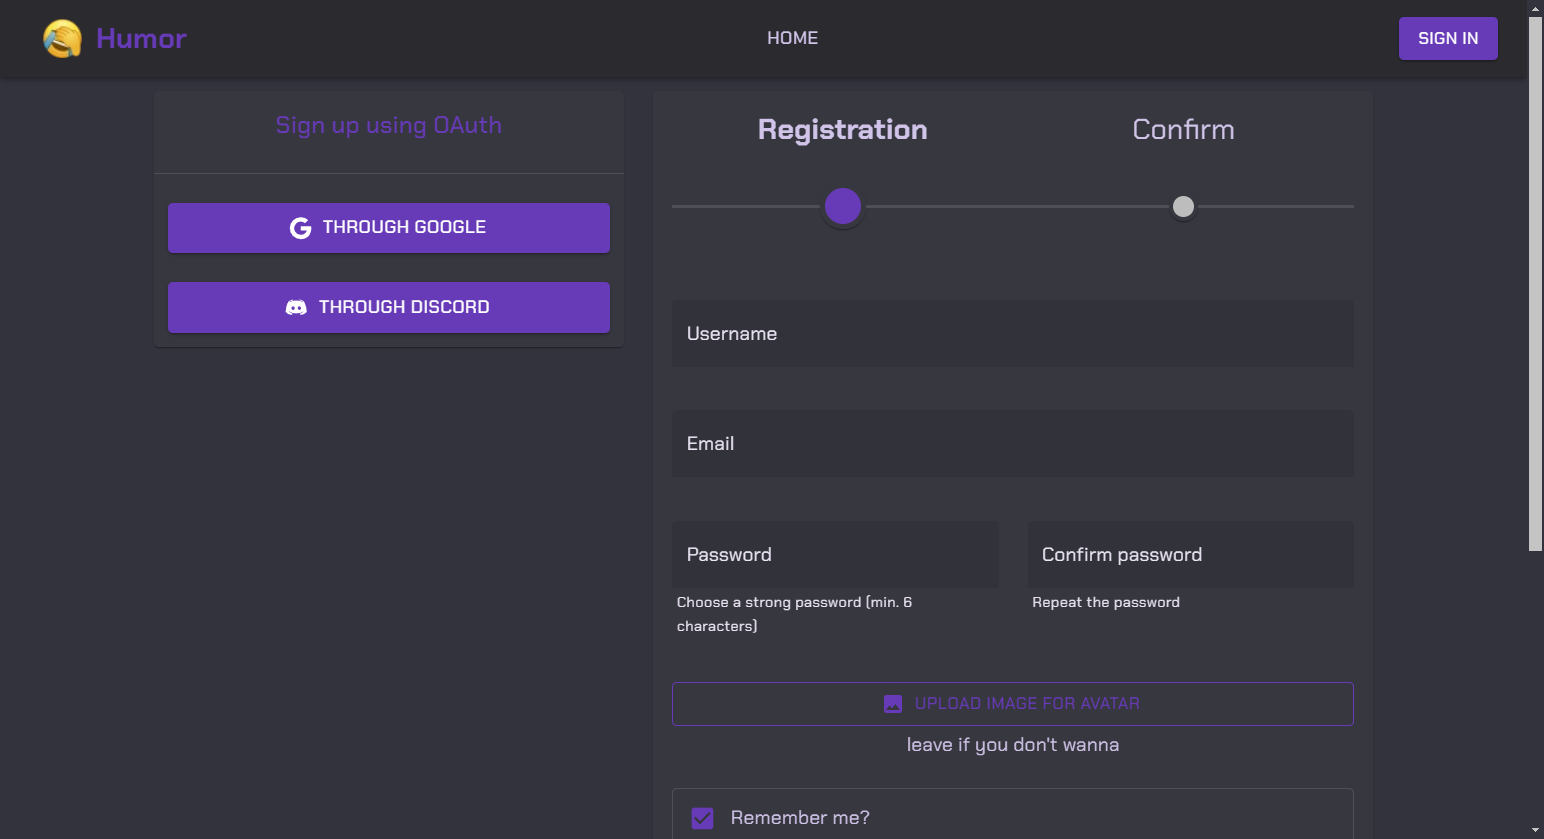 Humor
HOME
SIGN IN
Sign up using OAuth
THROUGH GOOGLE
THROUGH DISCORD
Registration
Confirm
Username
Email
Password
Confirm password
Choose a strong password (min. 6
characters)
Repeat the password
UPLOAD IMAGE FOR AVATAR
leave if you don't wanna
Remember me?